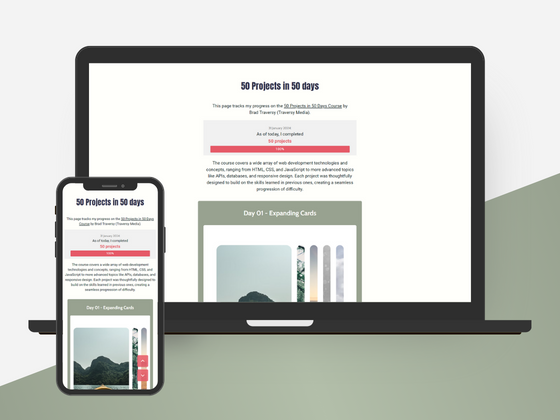 50 Projects in 50 days
This page tracks my progress on the 50 Projects in 50 Days Course by
Brad Traversy (Traversy Media)
As of today, I completed
50 projects
100%
The course covers a wide array of web development technologies and
concepts, ranging from HTML, CSS, and JavaScript to more advanced topics
like APIs, databases, and responsive design. Each project was thoughtfully
designed to build on the skills learned in previous ones, creating a seamless
progression of difficulty.
Day 01 - Expanding Cards
50 Projects in 50 days
This page tracks my progress on the 50 Projects in 50 Days
Course by Brad Traversy (Traversy Media)
As of today, I completed
50 projects
100%
The course covers a wide array of web development
technologies and concepts, ranging from HTML, CSS, and
JavaScript to more advanced topics like APIs, databases, and
responsive design. Each project was thoughtfully designed to
build on the skills learned in previous ones, creating a
seamless progression of difficulty.
Day 01 - Expanding Cards